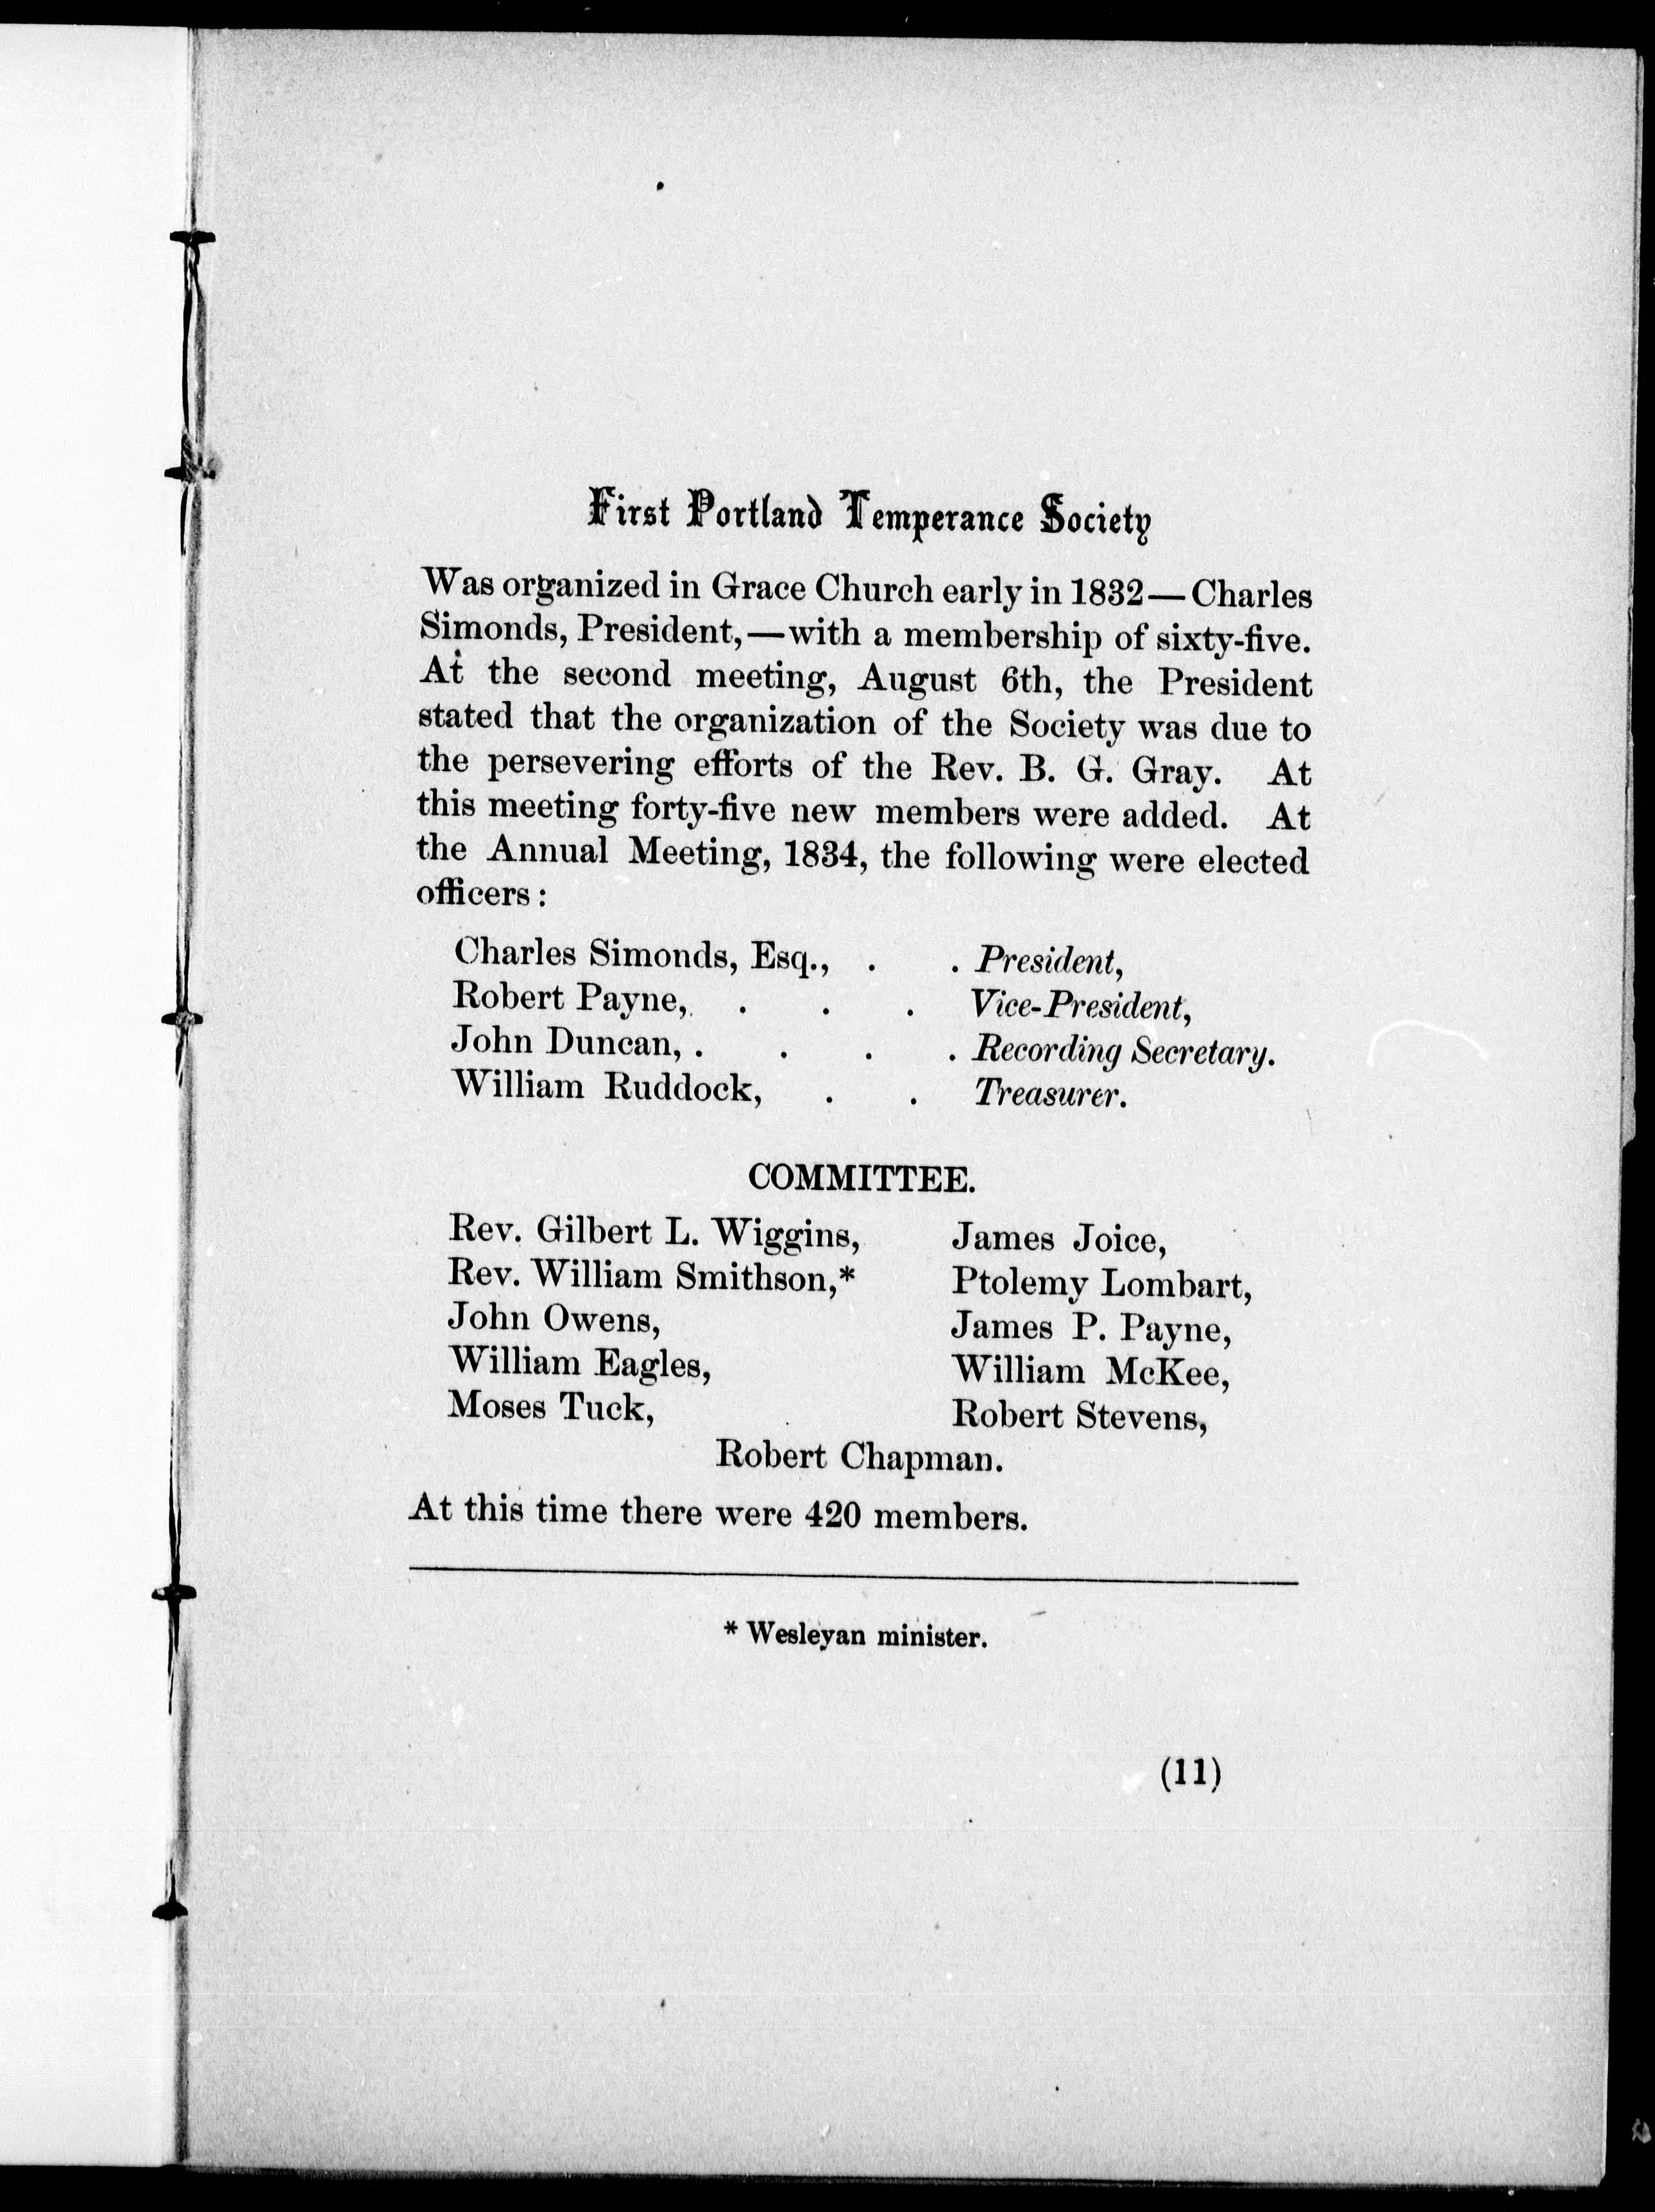 First Portland Temperance Society
Was organized in Grace Church early in 1832—Charles
Simonds, President,—with a membership of sixty-five.
At the second meeting, August 6th, the President
stated that the organization of the Society was due to
the persevering efforts of the Rev. B. G. Gray. At
this meeting forty-five new members were added. At
the Annual Meeting, 1834, the following were elected
officers:
Charles Simonds, Esq., . . President,
Robert Payne, . . . Vice-President,
John Duncan, . . . . Recording Secretary.
William Ruddock, . . Treasurer.
COMMITTEE.
Rev. Gilbert L. Wiggins, James Joice,
Rev. William Smithson,* Ptolemy Lombart,
John Owens, James P. Payne,
William Eagles, William McKee,
Moses Tuck, Robert Stevens,
Robert Chapman.
At this time there were 420 members.
* Wesleyan minister.
(11)